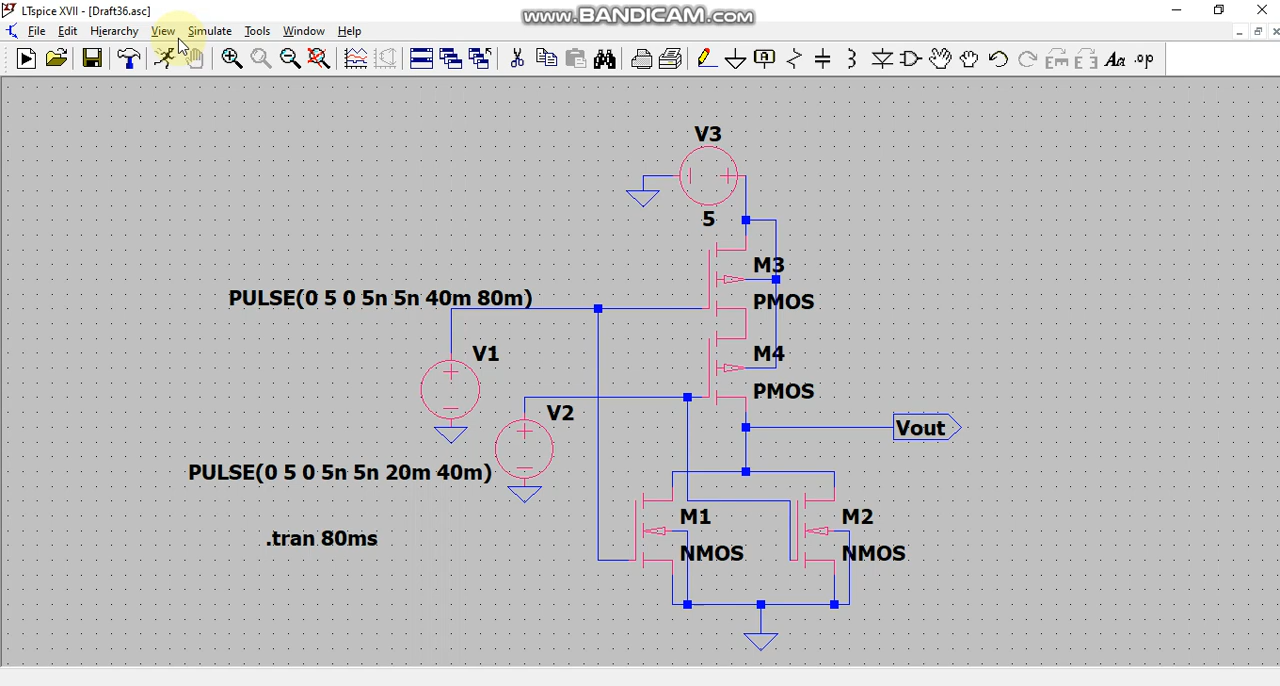 LTspice XVII - [Draft36.asc]
www.BANDICAM.com
File Edit Hierarchy View Simulate Tools Window Help
Aa .op
V3
5
M3
PMOS
PULSE(0 5 0 5n 5n 40m 80m)
V1
M4
PMOS
V2
Vout
PULSE(0 5 0 5n 5n 20m 40m)
M1
M2
.tran 80ms
NMOS
NMOS